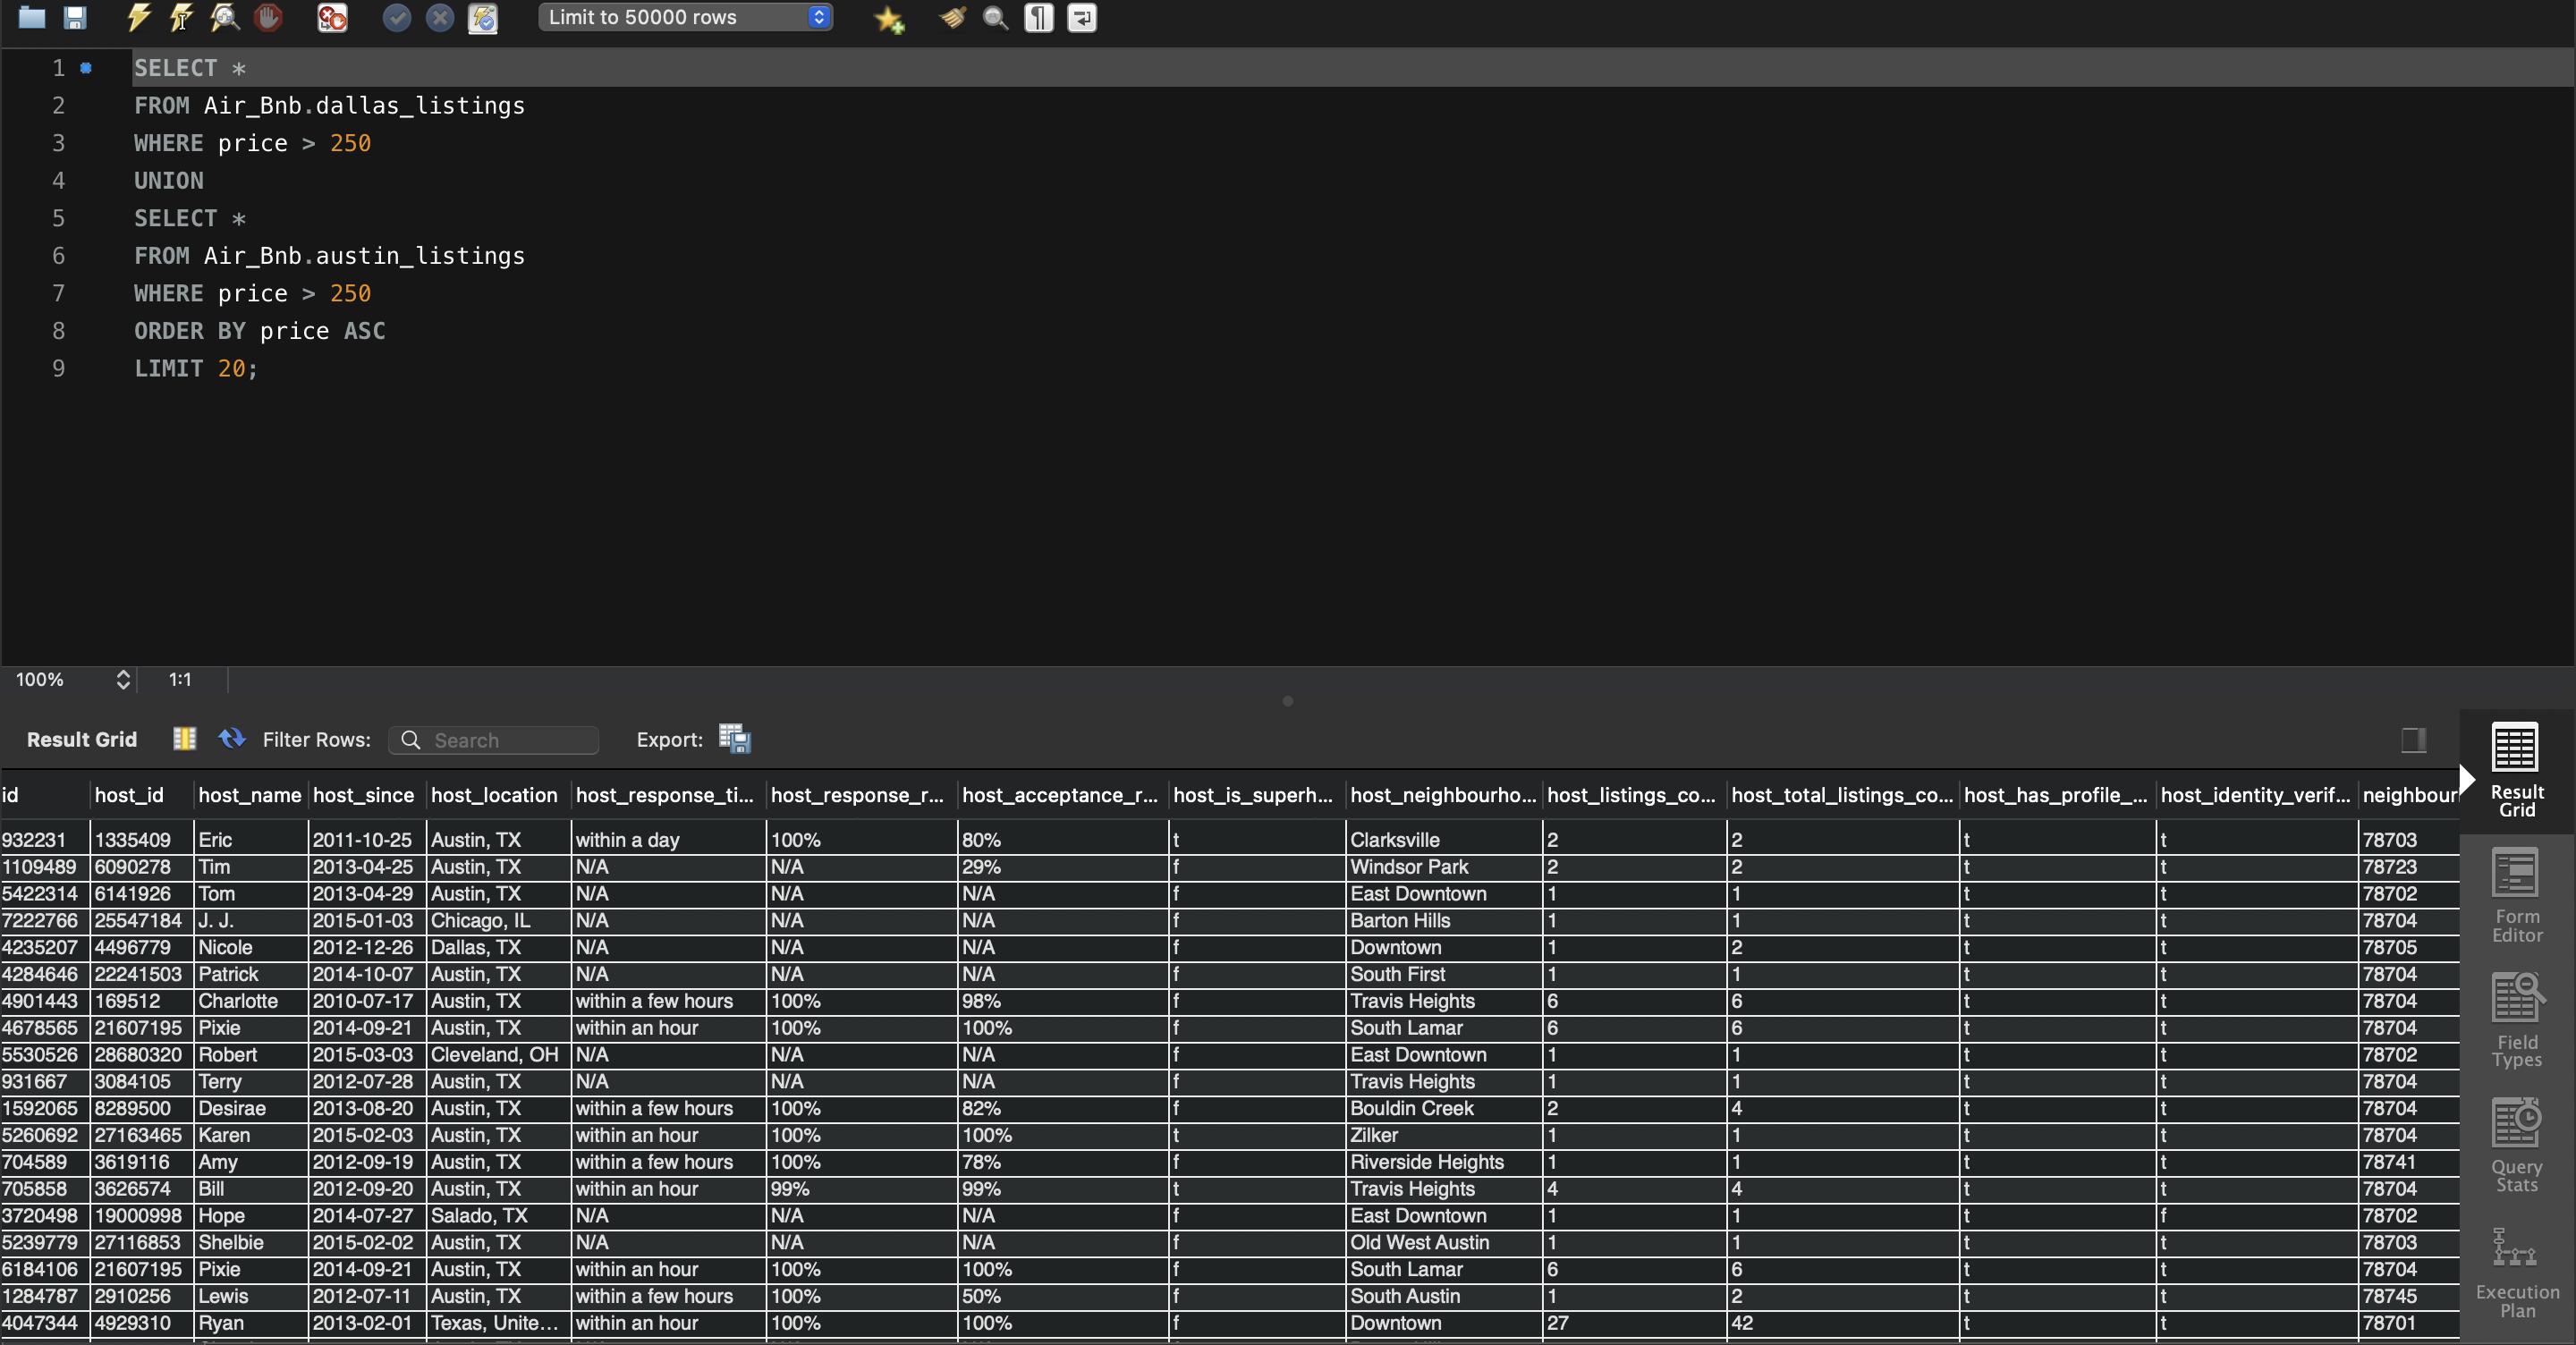 Limit to 50000 rows
1 SELECT *
2 FROM Air_Bnb.dallas_listings
3 WHERE price > 250
4 UNION
5 SELECT *
6 FROM Air_Bnb.austin_listings
7 WHERE price > 250
8 ORDER BY price ASC
9 LIMIT 20;
100% 1:1
Result Grid Filter Rows: Search Export:
id host_id host_name host_since host_location host_response_ti... host_response_r... host_acceptance_r... host_is_superh... host_neighbourho... host_listings_co... host_total_listings_co... host_has_profile_... host_identity_verif... neighbour
932231 1335409 Eric 2011-10-25 Austin, TX within a day 100% 80% t Clarksville 2 2 t t 78703
1109489 6090278 Tim 2013-04-25 Austin, TX N/A N/A 29% f Windsor Park 2 2 t t 78723
5422314 6141926 Tom 2013-04-29 Austin, TX N/A N/A N/A f East Downtown 1 1 t t 78702
7222766 25547184 J. J. 2015-01-03 Chicago, IL N/A N/A N/A f Barton Hills 1 1 t t 78704
4235207 4496779 Nicole 2012-12-26 Dallas, TX N/A N/A N/A f Downtown 1 2 t t 78705
4284646 22241503 Patrick 2014-10-07 Austin, TX N/A N/A N/A f South First 1 1 t t 78704
4901443 169512 Charlotte 2010-07-17 Austin, TX within a few hours 100% 98% f Travis Heights 6 6 t t 78704
4678565 21607195 Pixie 2014-09-21 Austin, TX within an hour 100% 100% f South Lamar 6 6 t t 78704
5530526 28680320 Robert 2015-03-03 Cleveland, OH N/A N/A N/A f East Downtown 1 1 t t 78702
931667 3084105 Terry 2012-07-28 Austin, TX N/A N/A N/A f Travis Heights 1 1 t t 78704
1592065 8289500 Desirae 2013-08-20 Austin, TX within a few hours 100% 82% f Bouldin Creek 2 4 t t 78704
5260692 27163465 Karen 2015-02-03 Austin, TX within an hour 100% 100% t Zilker 1 1 t t 78704
704589 3619116 Amy 2012-09-19 Austin, TX within a few hours 100% 78% f Riverside Heights 1 1 t t 78741
705858 3626574 Bill 2012-09-20 Austin, TX within an hour 99% 99% t Travis Heights 4 4 t t 78704
3720498 19000998 Hope 2014-07-27 Salado, TX N/A N/A N/A f East Downtown 1 1 t f 78702
5239779 27116853 Shelbie 2015-02-02 Austin, TX N/A N/A N/A f Old West Austin 1 1 t t 78703
6184106 21607195 Pixie 2014-09-21 Austin, TX within an hour 100% 100% f South Lamar 6 6 t t 78704
1284787 2910256 Lewis 2012-07-11 Austin, TX within a few hours 100% 50% f South Austin 1 2 t t 78745
4047344 4929310 Ryan 2013-02-01 Texas, Unite... within an hour 100% 100% f Downtown 27 42 t t 78701
Result
Grid
Form
Editor
Field
Types
Query
Stats
Execution
Plan